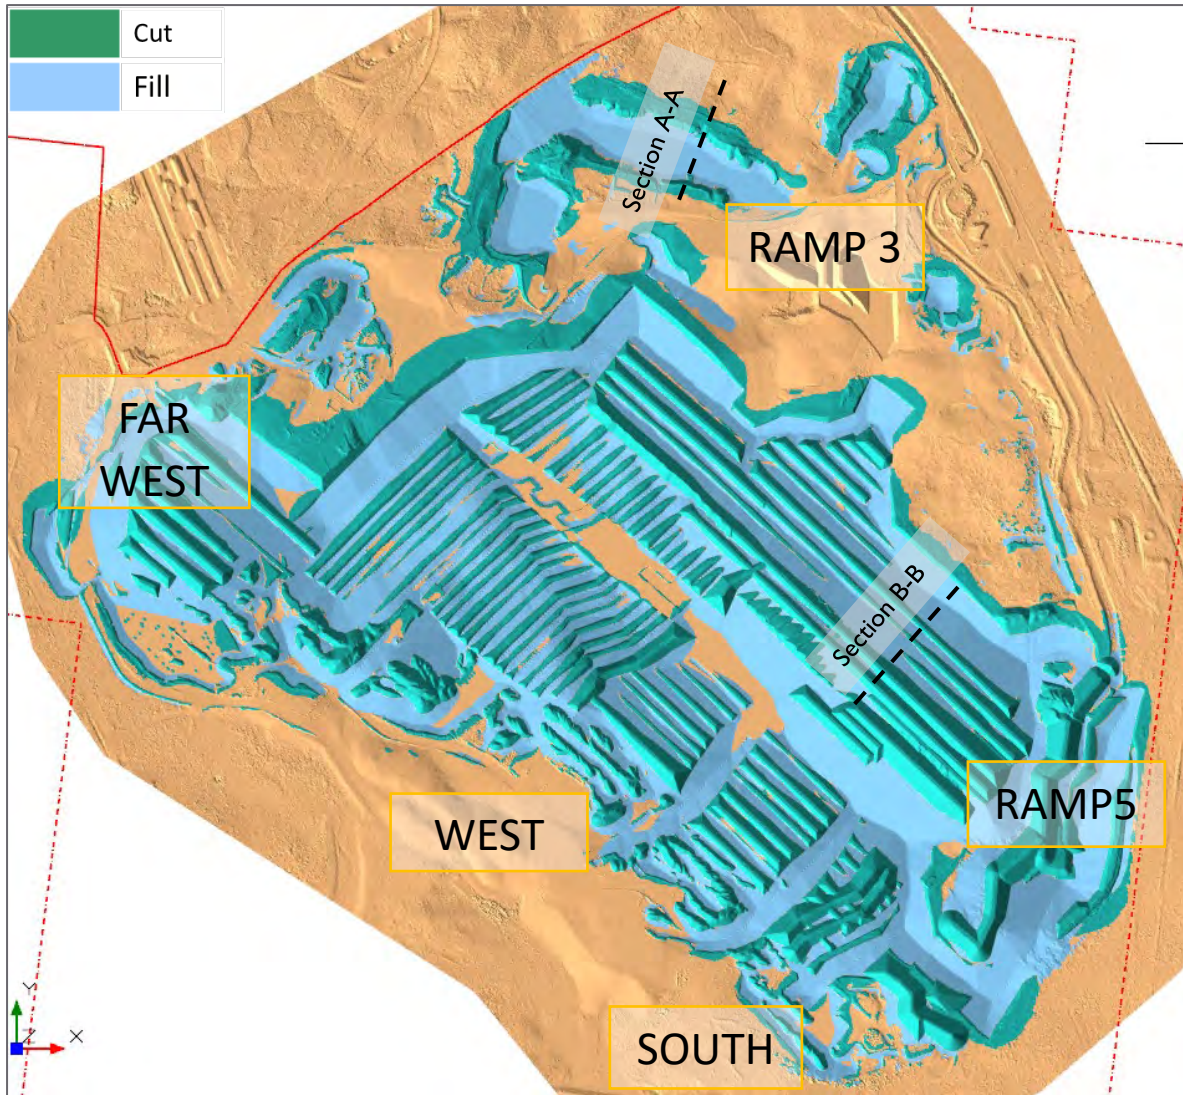 Cut
Fill
Section A-A
RAMP 3
FAR
WEST
Section B-B
RAMP5
WEST
SOUTH
Y
Z
X